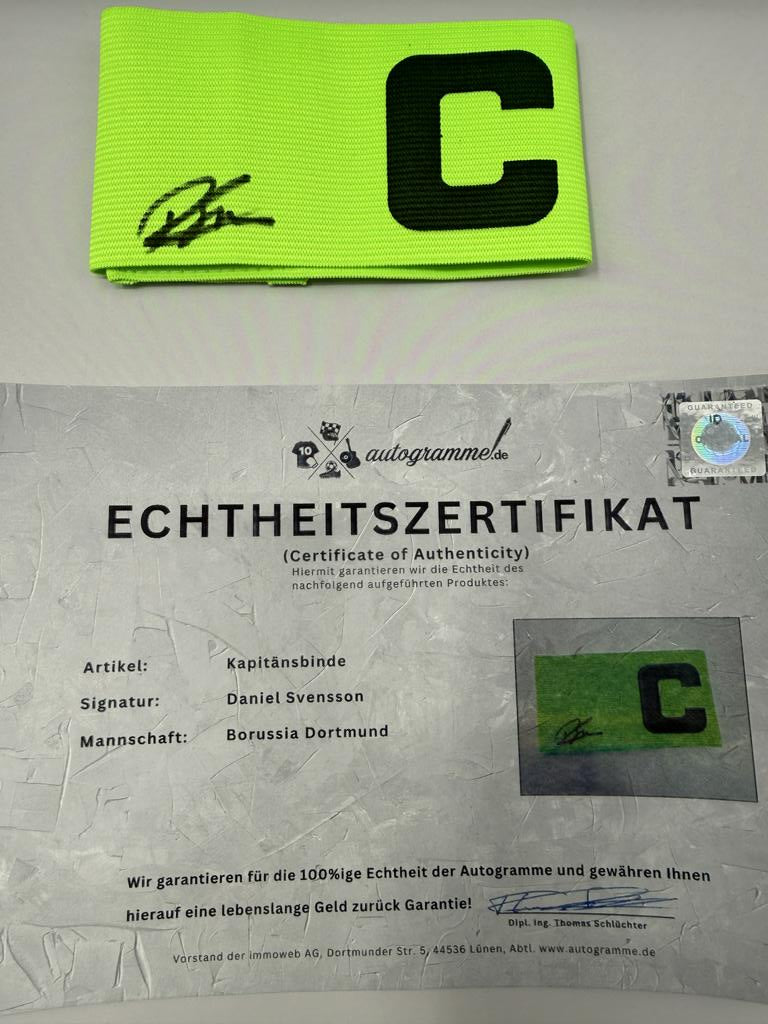 C
10
autogramme!.de
GUARANTEED
GUARANTEED
ECHTHEITSZERTIFIKAT
(Certificate of Authenticity)
Hiermit garantieren wir die Echtheit des
nachfolgend aufgeführten Produktes:
Artikel: Kapitänsbinde
Signatur: Daniel Svensson
Mannschaft: Borussia Dortmund
C
Wir garantieren für die 100%ige Echtheit der Autogramme und gewähren Ihnen
hierauf eine lebenslange Geld zurück Garantie!
Dipl. Ing. Thomas Schlüchter
Vorstand der immoweb AG, Dortmunder Str. 5, 44536 Lünen, Abtl. www.autogramme.de